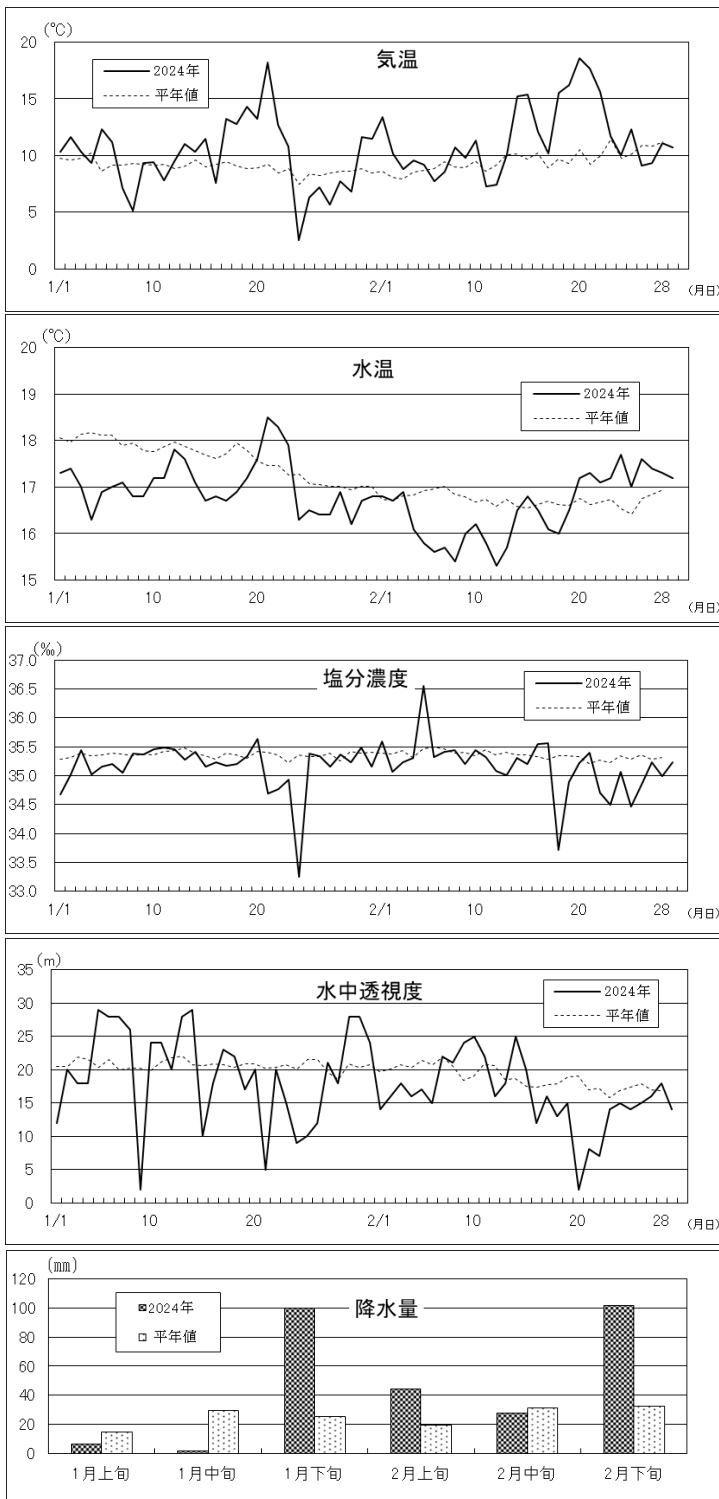 (℃)
気温
2024年
平年値
20
15
10
5
0
1/1 10 20 2/1 10 20 28 (月日)
(℃)
水温
2024年
平年値
20
19
18
17
16
15
1/1 10 20 2/1 10 20 28 (月日)
(‰)
塩分濃度
2024年
平年値
37.0
36.5
36.0
35.5
35.0
34.5
34.0
33.5
33.0
1/1 10 20 2/1 10 20 28 (月日)
(m)
水中透視度
2024年
平年値
35
30
25
20
15
10
5
0
1/1 10 20 2/1 10 20 28 (月日)
(mm)
降水量
2024年
平年値
120
100
80
60
40
20
0
1月上旬 1月中旬 1月下旬 2月上旬 2月中旬 2月下旬